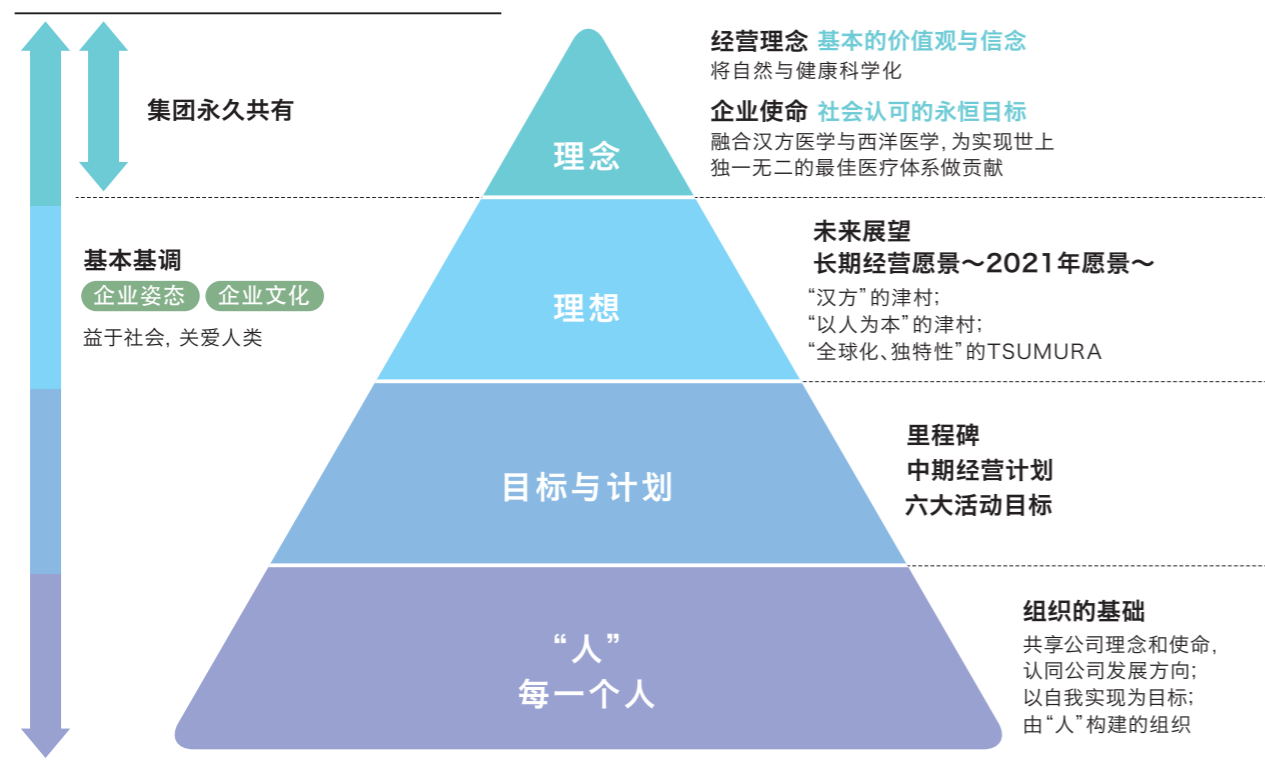 集团永久共有
经营理念 基本的价值观与信念
将自然与健康科学化
企业使命 社会认可的永恒目标
融合汉方医学与西洋医学, 为实现世上
独一无二的最佳医疗体系做贡献
理念
基本基调
企业姿态 企业文化
益于社会, 关爱人类
理想
未来展望
长期经营愿景～2021年愿景～
“汉方”的津村;
“以人为本”的津村;
“全球化、独特性”的TSUMURA
目标与计划
里程碑
中期经营计划
六大活动目标
“人”
每一个人
组织的基础
共享公司理念和使命,
认同公司发展方向;
以自我实现为目标;
由“人”构建的组织